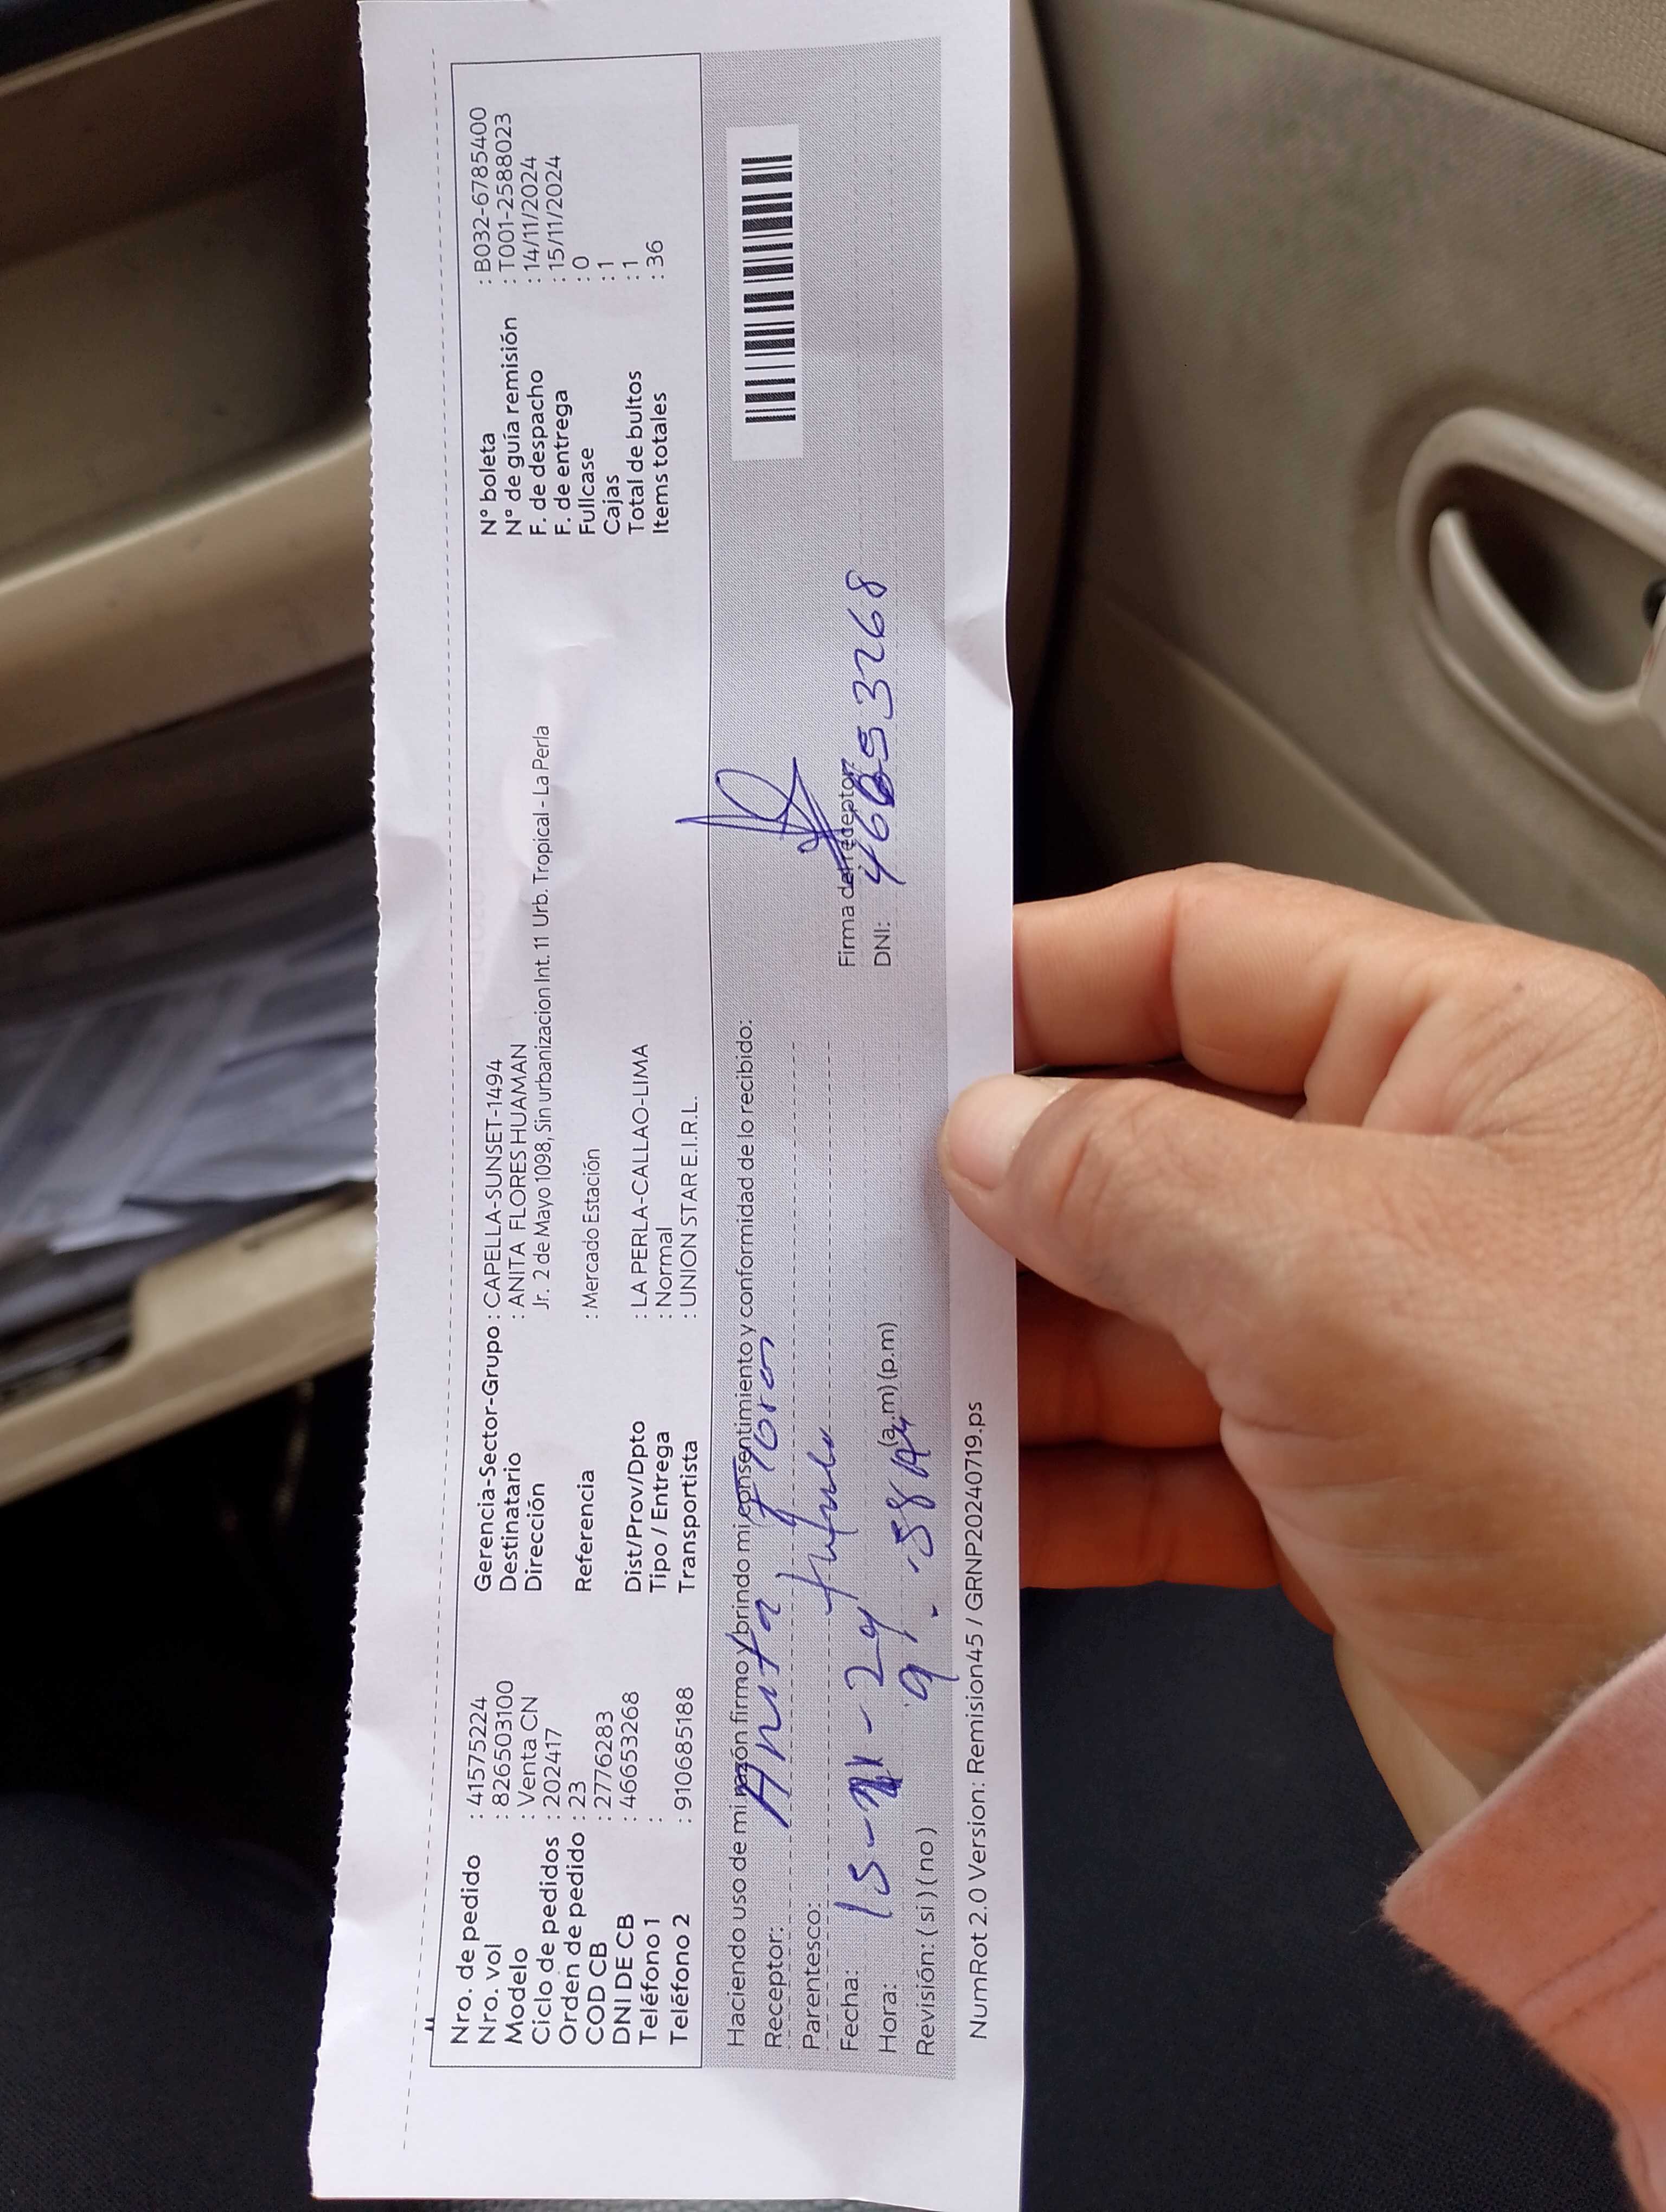 Nro. de pedido : 41575224
Nro. vol : 826503100
Modelo : Venta CN
Ciclo de pedidos : 202417
Orden de pedido : 23
COD CB : 2776283
DNI DE CB : 46653268
Teléfono 1 :
Teléfono 2 : 910685188
Gerencia-Sector-Grupo : CAPELLA-SUNSET-1494
Destinatario : ANITA FLORES HUAMAN
Dirección Jr. 2 de Mayo 1098, Sin urbanizacion Int. 11 Urb. Tropical - La Perla
Referencia : Mercado Estación
Dist/Prov/Dpto : LA PERLA-CALLAO-LIMA
Tipo / Entrega : Normal
Transportista : UNION STAR E.I.R.L.
N° boleta : B032-6785400
N° de guía remisión : T001-2588023
F. de despacho : 14/11/2024
F. de entrega : 15/11/2024
Fullcase : 0
Cajas : 1
Total de bultos : 1
Items totales : 36
Haciendo uso de mi razón firmo y brindo mi consentimiento y conformidad de lo recibido:
Receptor: Anita
Parentesco:
Fecha: 15-11-24
Hora: 9:58 (a.m) (p.m)
Revisión: ( si ) ( no )
Firma del receptor
DNI: 46653268
NumRot 2.0 Version: Remision45 / GRNP20240719.ps